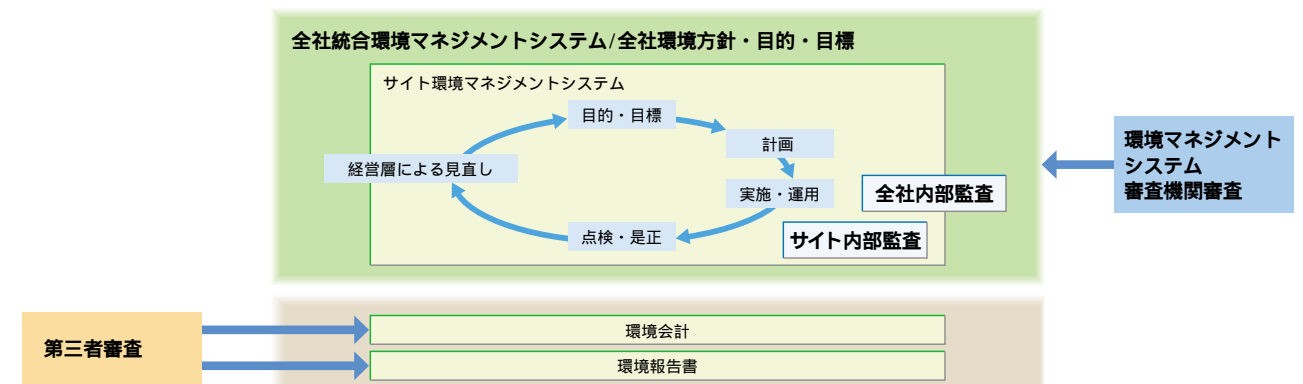 全社統合環境マネジメントシステム/全社環境方針・目的・目標
サイト環境マネジメントシステム
目的・目標
計画
経営層による見直し
実施・運用
全社内部監査
点検・是正
サイト内部監査
環境マネジメント
システム
審査機関審査
第三者審査
環境会計
環境報告書